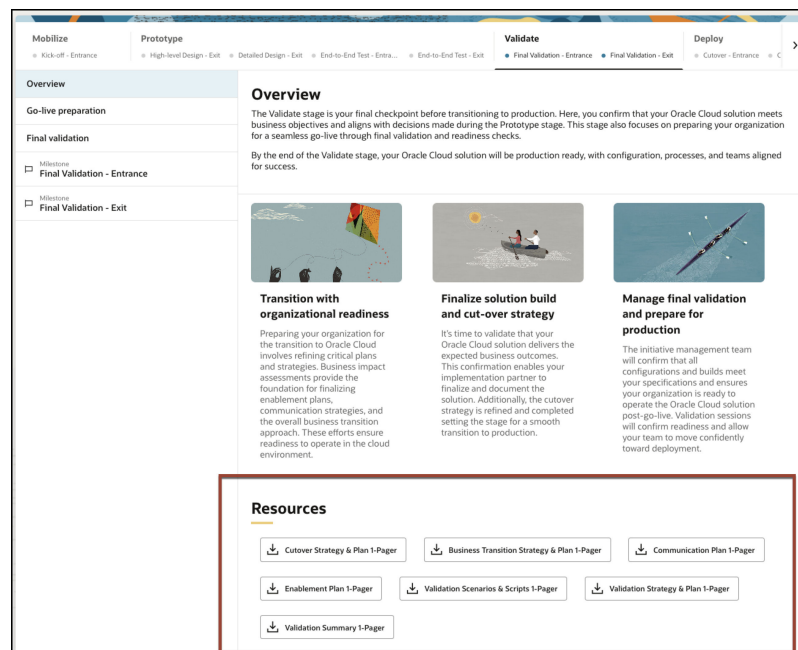 Mobilize
Prototype
Validate
Deploy
Kick-off - Entrance
High-level Design - Exit
Detailed Design - Exit
End-to-End Test - Entra...
End-to-End Test - Exit
Final Validation - Entrance
Final Validation - Exit
Cutover - Entrance
C
Overview
Go-live preparation
Final validation
Milestone
Final Validation - Entrance
Milestone
Final Validation - Exit
Overview
The Validate stage is your final checkpoint before transitioning to production. Here, you confirm that your Oracle Cloud solution meets
business objectives and aligns with decisions made during the Prototype stage. This stage also focuses on preparing your organization
for a seamless go-live through final validation and readiness checks.
By the end of the Validate stage, your Oracle Cloud solution will be production ready, with configuration, processes, and teams aligned
for success.
Transition with
organizational readiness
Preparing your organization for
the transition to Oracle Cloud
involves refining critical plans
and strategies. Business impact
assessments provide the
foundation for finalizing
enablement plans,
communication strategies, and
the overall business transition
approach. These efforts ensure
readiness to operate in the cloud
environment.
Finalize solution build
and cut-over strategy
It's time to validate that your
Oracle Cloud solution delivers the
expected business outcomes.
This confirmation enables your
implementation partner to
finalize and document the
solution. Additionally, the cutover
strategy is refined and completed
setting the stage for a smooth
transition to production.
Manage final validation
and prepare for
production
The initiative management team
will confirm that all
configurations and builds meet
your specifications and ensures
your organization is ready to
operate the Oracle Cloud solution
post-go-live. Validation sessions
will confirm readiness and allow
your team to move confidently
toward deployment.
Resources
Cutover Strategy & Plan 1-Pager
Business Transition Strategy & Plan 1-Pager
Communication Plan 1-Pager
Enablement Plan 1-Pager
Validation Scenarios & Scripts 1-Pager
Validation Strategy & Plan 1-Pager
Validation Summary 1-Pager